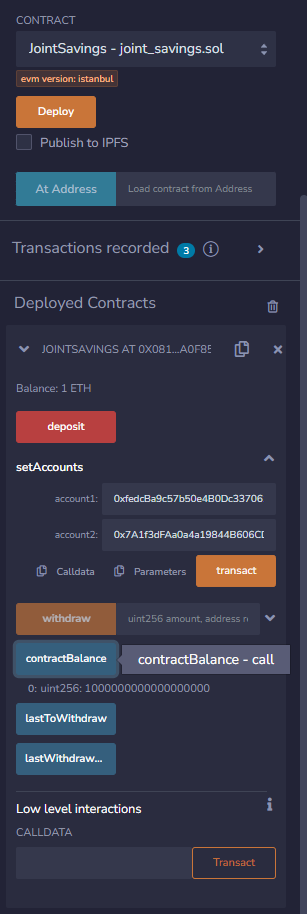 CONTRACT
JointSavings - joint_savings.sol
evm version: istanbul
Deploy
Publish to IPFS
At Address Load contract from Address
Transactions recorded 3 i
Deployed Contracts
JOINTSAVINGS AT 0X081...A0F85
Balance: 1 ETH
deposit
setAccounts
account1: 0xfedcBa9c57b50e4B0Dc33706
account2: 0x7A1f3dFAa0a4a19844B606CD
Calldata Parameters transact
withdraw uint256 amount, address re
contractBalance contractBalance - call
0: uint256: 1000000000000000000
lastToWithdraw
lastWithdraw...
Low level interactions i
CALLDATA
Transact